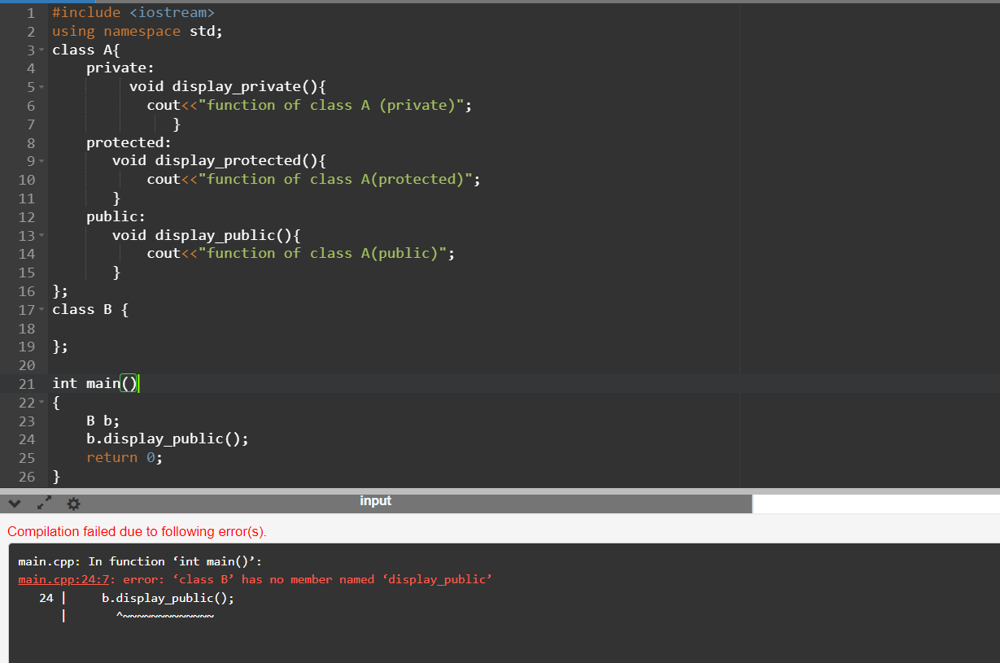 1 #include <iostream>
2 using namespace std;
3 class A{
4     private:
5          void display_private(){
6            cout<<"function of class A (private)";
7               }
8     protected:
9        void display_protected(){
10            cout<<"function of class A(protected)";
11        }
12     public:
13        void display_public(){
14            cout<<"function of class A(public)";
15        }
16 };
17 class B {
18
19 };
20
21 int main()
22 {
23     B b;
24     b.display_public();
25     return 0;
26 }
input
Compilation failed due to following error(s).
main.cpp: In function ‘int main()’:
main.cpp:24:7: error: ‘class B’ has no member named ‘display_public’
   24 |     b.display_public();
      |       ^~~~~~~~~~~~~~